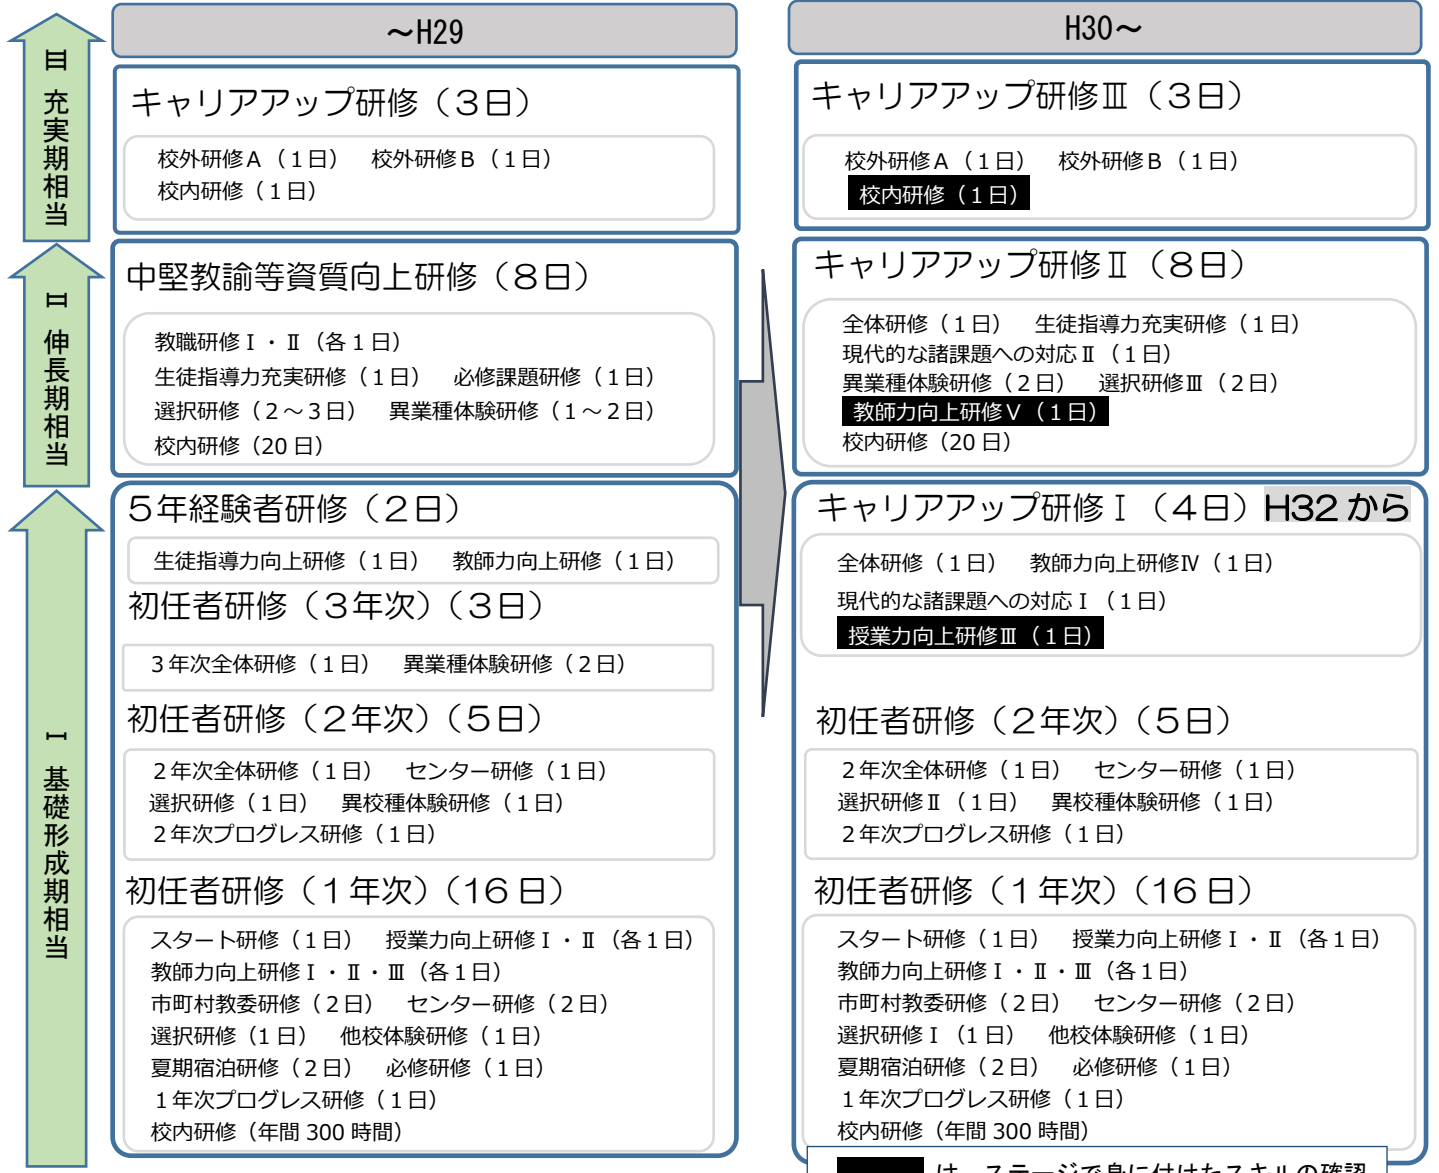 ～H29
Ⅲ 充実期相当
キャリアアップ研修（３日）
校外研修Ａ（１日）　校外研修Ｂ（１日）
校内研修（１日）
Ⅱ 伸長期相当
中堅教諭等資質向上研修（８日）
教職研修Ⅰ・Ⅱ（各１日）
生徒指導力充実研修（１日）　必修課題研修（１日）
選択研修（２～３日）　異業種体験研修（１～２日）
校内研修（20 日）
Ⅰ 基礎形成期相当
５年経験者研修（２日）
生徒指導力向上研修（１日）　教師力向上研修（１日）
初任者研修（３年次）（３日）
３年次全体研修（１日）　異業種体験研修（２日）
初任者研修（２年次）（５日）
２年次全体研修（１日）　センター研修（１日）
選択研修（１日）　異校種体験研修（１日）
２年次プログレス研修（１日）
初任者研修（１年次）（16 日）
スタート研修（１日）　授業力向上研修Ⅰ・Ⅱ（各１日）
教師力向上研修Ⅰ・Ⅱ・Ⅲ（各１日）
市町村教委研修（２日）　センター研修（２日）
選択研修（１日）　他校体験研修（１日）
夏期宿泊研修（２日）　必修研修（１日）
１年次プログレス研修（１日）
校内研修（年間 300 時間）
H30～
キャリアアップ研修Ⅲ（３日）
校外研修Ａ（１日）　校外研修Ｂ（１日）
校内研修（１日）
キャリアアップ研修Ⅱ（８日）
全体研修（１日）　生徒指導力充実研修（１日）
現代的な諸課題への対応Ⅱ（１日）
異業種体験研修（２日）　選択研修Ⅲ（２日）
教師力向上研修Ⅴ（１日）
校内研修（20 日）
キャリアアップ研修Ⅰ（４日）H32 から
全体研修（１日）　教師力向上研修Ⅳ（１日）
現代的な諸課題への対応Ⅰ（１日）
授業力向上研修Ⅲ（１日）
初任者研修（２年次）（５日）
２年次全体研修（１日）　センター研修（１日）
選択研修Ⅱ（１日）　異校種体験研修（１日）
２年次プログレス研修（１日）
初任者研修（１年次）（16 日）
スタート研修（１日）　授業力向上研修Ⅰ・Ⅱ（各１日）
教師力向上研修Ⅰ・Ⅱ・Ⅲ（各１日）
市町村教委研修（２日）　センター研修（２日）
選択研修Ⅰ（１日）　他校体験研修（１日）
夏期宿泊研修（２日）　必修研修（１日）
１年次プログレス研修（１日）
校内研修（年間 300 時間）
は、ステージで身に付けたスキルの確認